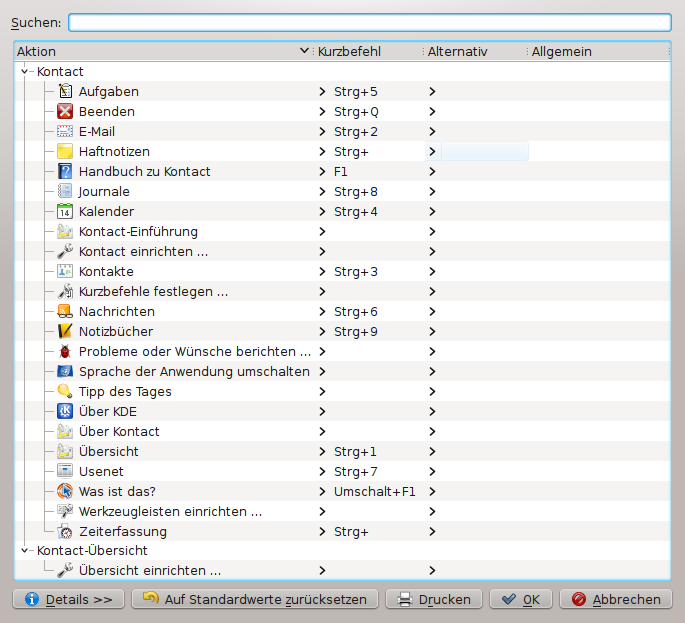 Suchen:
Aktion Kurzbefehl Alternativ Allgemein
Kontact
Aufgaben Strg+5
Beenden Strg+Q
E-Mail Strg+2
Haftnotizen Strg+
Handbuch zu Kontact F1
Journale Strg+8
Kalender Strg+4
Kontact-Einführung
Kontact einrichten ...
Kontakte Strg+3
Kurzbefehle festlegen ...
Nachrichten Strg+6
Notizbücher Strg+9
Probleme oder Wünsche berichten ...
Sprache der Anwendung umschalten
Tipp des Tages
Über KDE
Über Kontact
Übersicht Strg+1
Usenet Strg+7
Was ist das? Umschalt+F1
Werkzeugleisten einrichten ...
Zeiterfassung Strg+
Kontact-Übersicht
Übersicht einrichten ...
Details >> Auf Standardwerte zurücksetzen Drucken OK Abbrechen